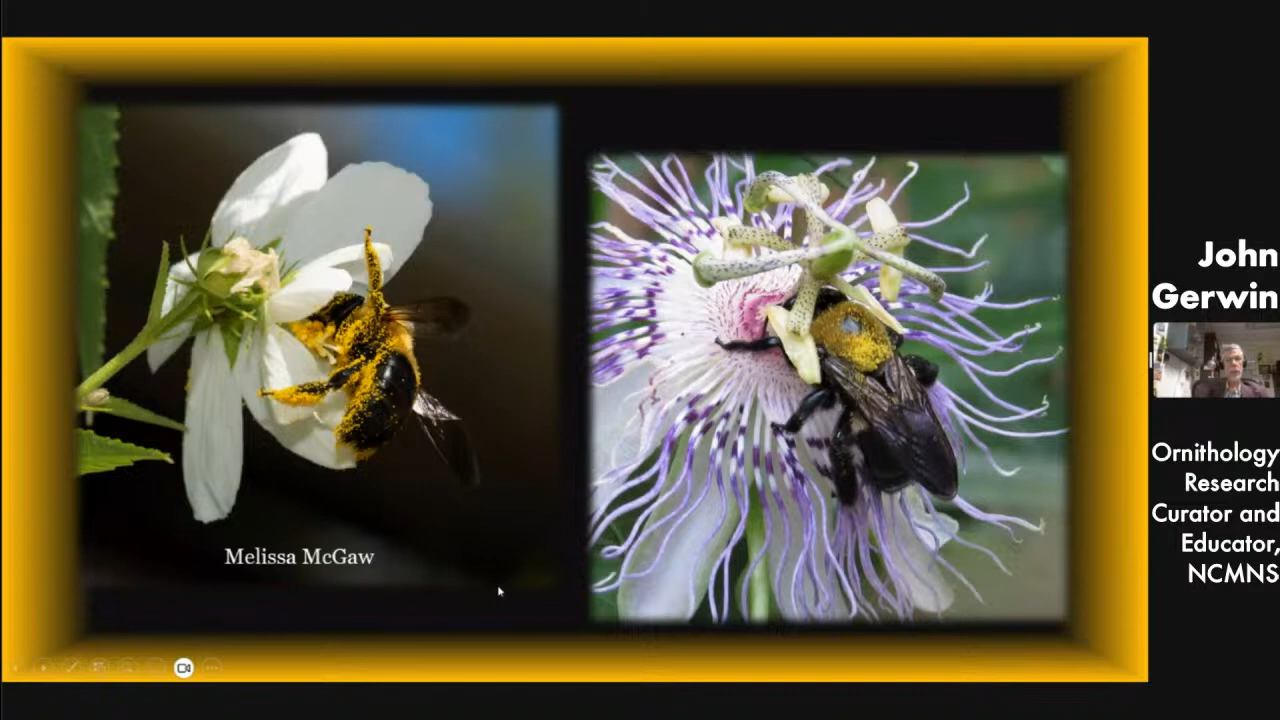 Melissa McGaw
John
Gerwin
Ornithology
Research
Curator and
Educator,
NCMNS